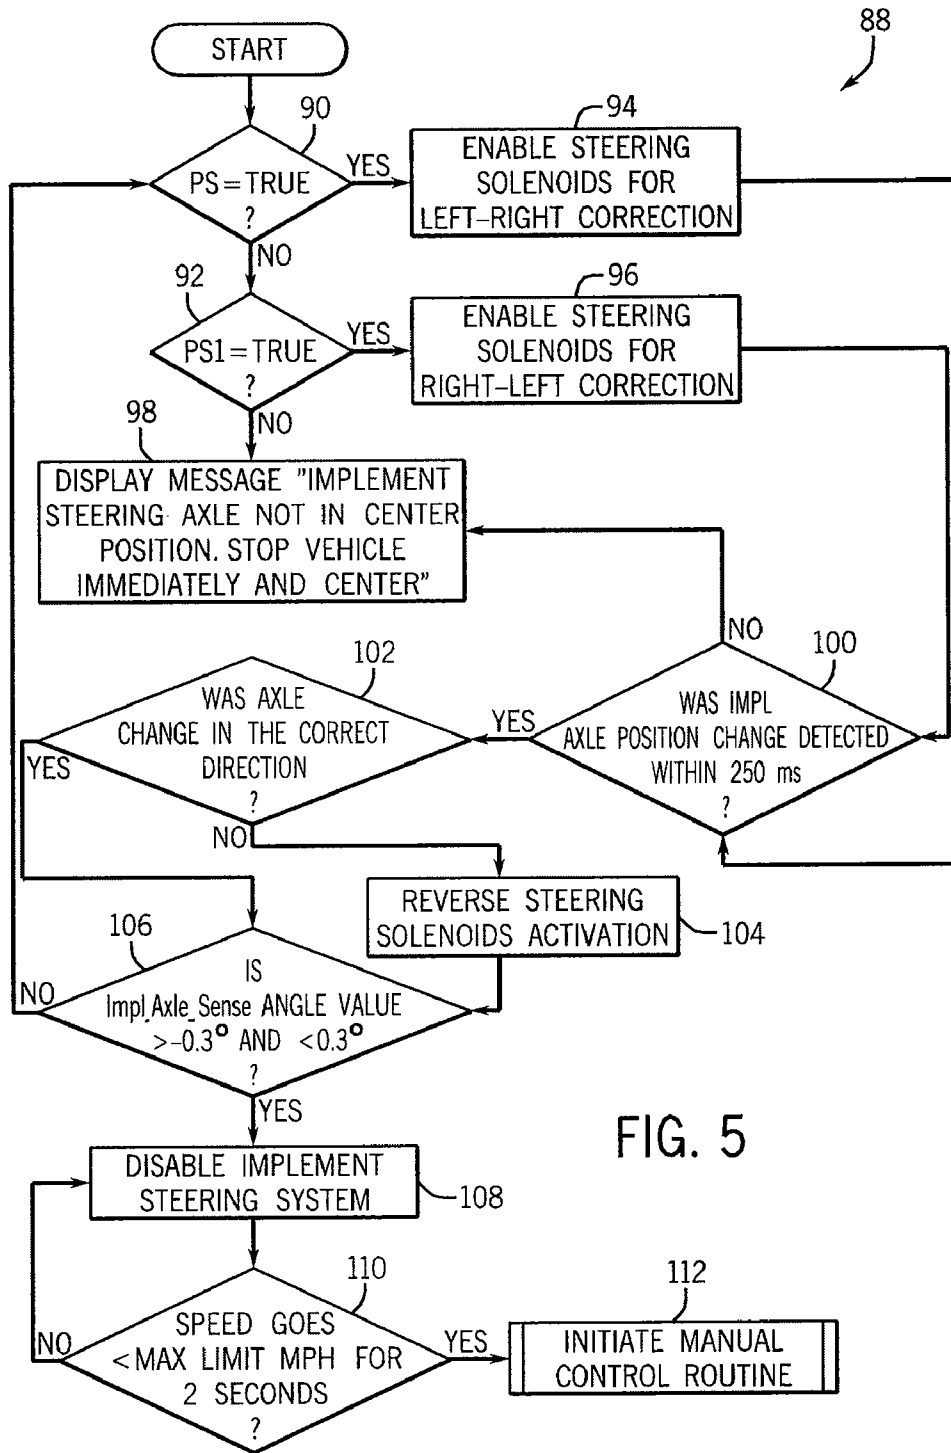 START
88
90
PS=TRUE
?
YES
NO
94
ENABLE STEERING
SOLENOIDS FOR
LEFT-RIGHT CORRECTION
92
PS1=TRUE
?
YES
NO
96
ENABLE STEERING
SOLENOIDS FOR
RIGHT-LEFT CORRECTION
98
DISPLAY MESSAGE "IMPLEMENT
STEERING AXLE NOT IN CENTER
POSITION. STOP VEHICLE
IMMEDIATELY AND CENTER"
NO
100
WAS IMPL
AXLE POSITION CHANGE DETECTED
WITHIN 250 ms
?
YES
102
WAS AXLE
CHANGE IN THE CORRECT
DIRECTION
?
YES
NO
REVERSE STEERING
SOLENOIDS ACTIVATION
104
106
IS
Impl_Axle_Sense ANGLE VALUE
>-0.3° AND <0.3°
?
NO
YES
FIG. 5
DISABLE IMPLEMENT
STEERING SYSTEM
108
110
SPEED GOES
<MAX LIMIT MPH FOR
2 SECONDS
?
NO
YES
112
INITIATE MANUAL
CONTROL ROUTINE